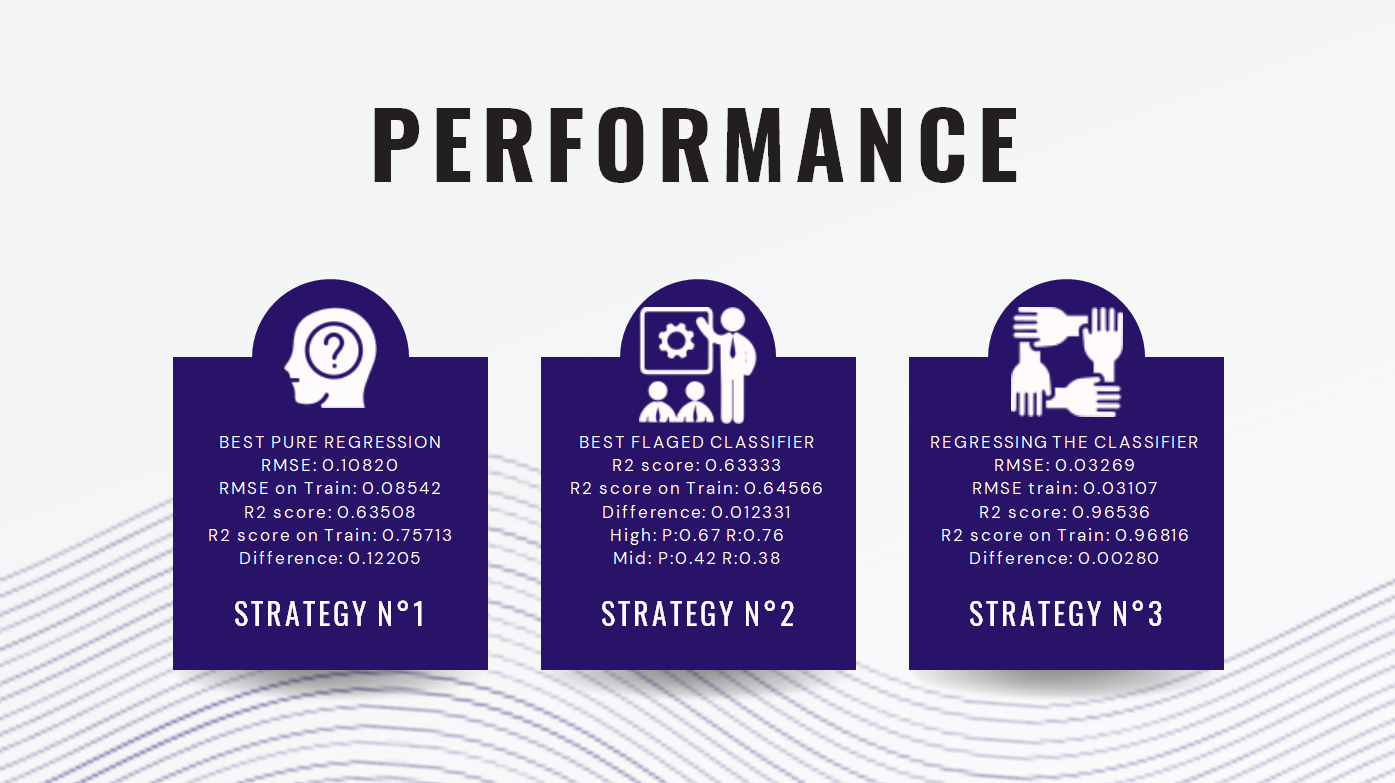 PERFORMANCE
BEST PURE REGRESSION
RMSE: 0.10820
RMSE on Train: 0.08542
R2 score: 0.63508
R2 score on Train: 0.75713
Difference: 0.12205
STRATEGY N°1
BEST FLAGED CLASSIFIER
R2 score: 0.63333
R2 score on Train: 0.64566
Difference: 0.012331
High: P:0.67 R:0.76
Mid: P:0.42 R:0.38
STRATEGY N°2
REGRESSING THE CLASSIFIER
RMSE: 0.03269
RMSE train: 0.03107
R2 score: 0.96536
R2 score on Train: 0.96816
Difference: 0.00280
STRATEGY N°3